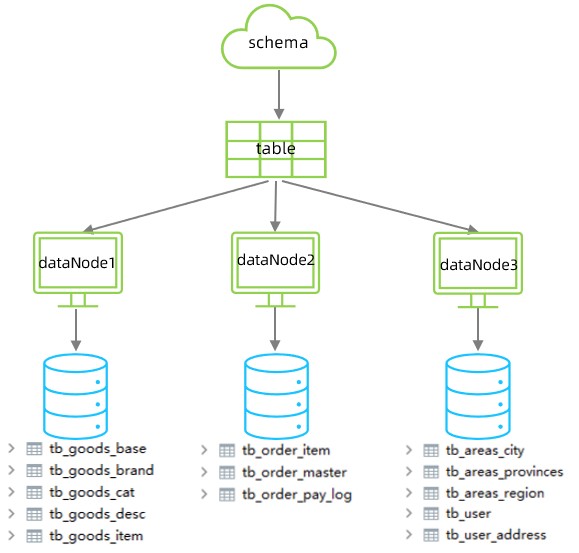 schema
table
dataNode1
dataNode2
dataNode3
tb_goods_base
tb_goods_brand
tb_goods_cat
tb_goods_desc
tb_goods_item
tb_order_item
tb_order_master
tb_order_pay_log
tb_areas_city
tb_areas_provinces
tb_areas_region
tb_user
tb_user_address